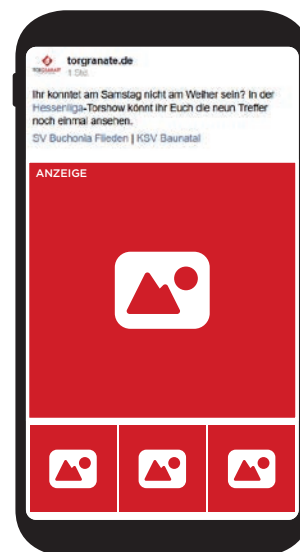 torgranate.de
TORGRANATE
1 Std.
Ihr konntet am Samstag nicht am Weiher sein? In der
Hessenliga-Torshow könnt ihr Euch die neun Treffer
noch einmal ansehen.
SV Buchonia Flieden | KSV Baunatal
ANZEIGE